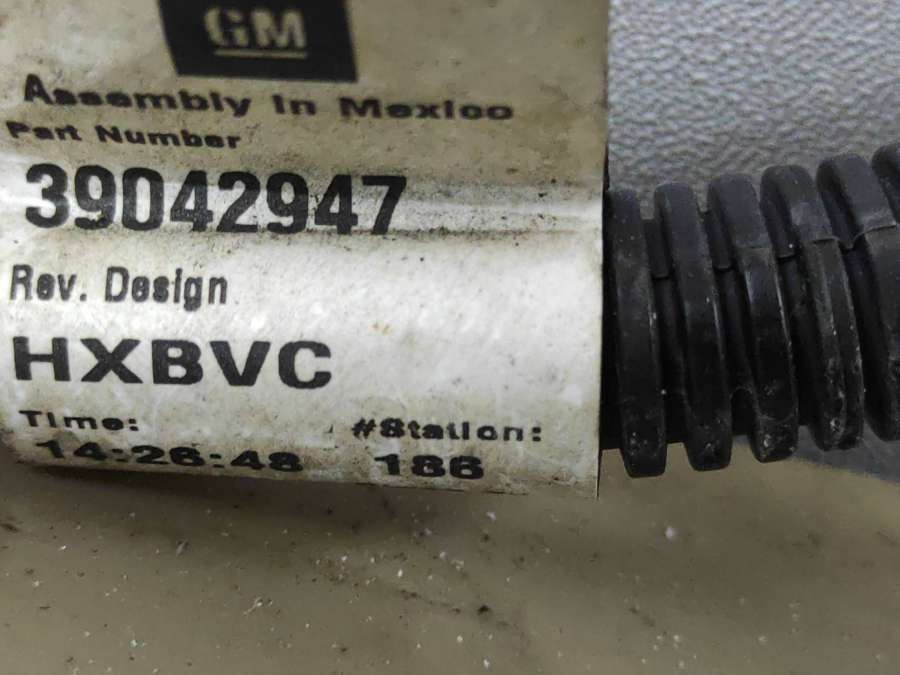 GM
Assembly in Mexico
Part Number
39042947
Rev. Design
HXBVC
Time: #Station:
14:26:48 186